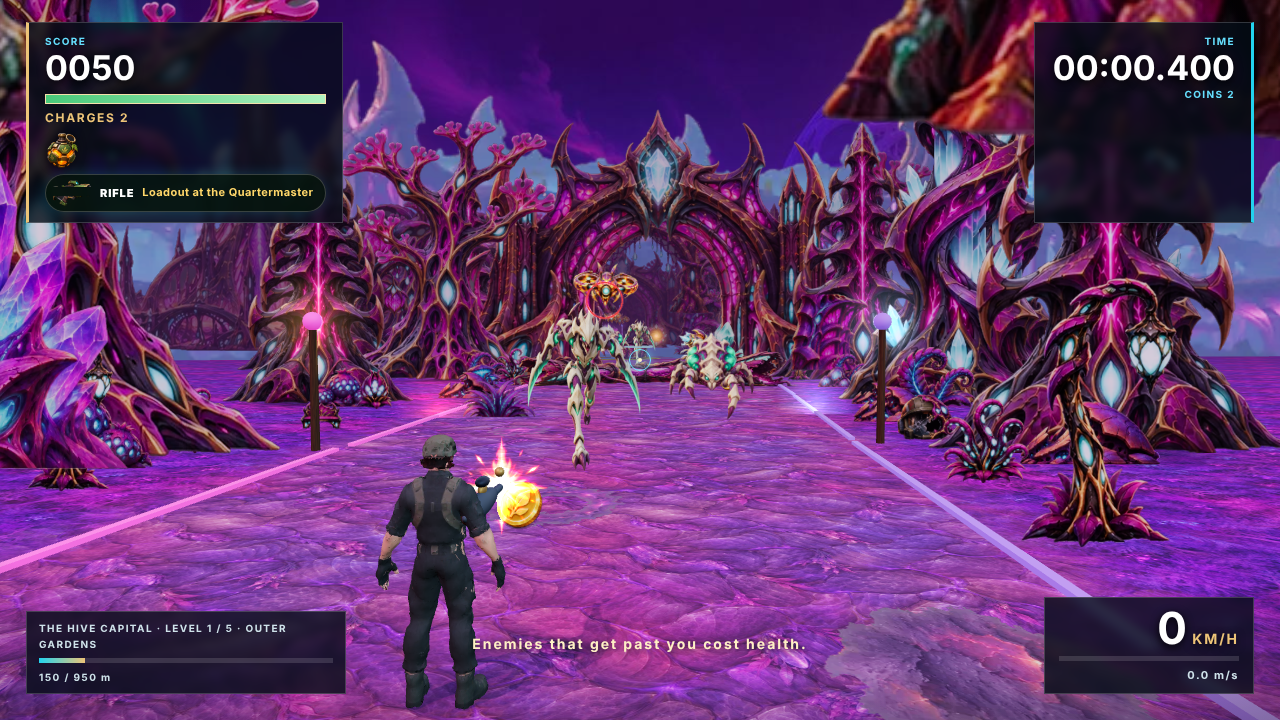 SCORE
0050
CHARGES 2
RIFLE Loadout at the Quartermaster
TIME
00:00.400
COINS 2
Enemies that get past you cost health.
THE HIVE CAPITAL · LEVEL 1 / 5 · OUTER
GARDENS
150 / 950 m
0 KM/H
0.0 m/s